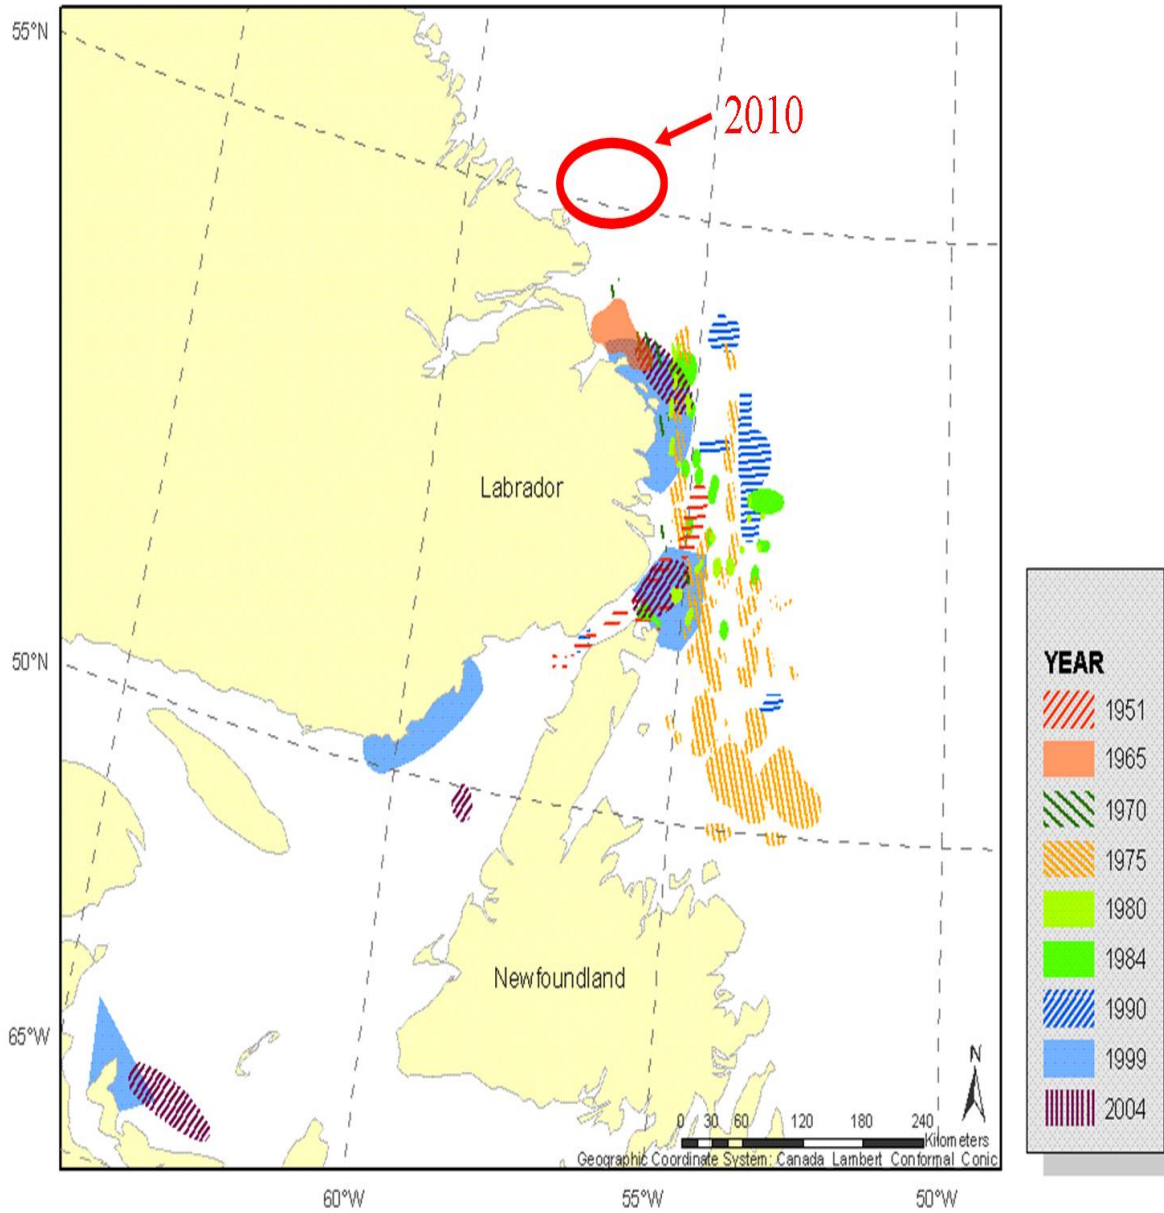 55°N
2010
Labrador
50°N
YEAR
1951
1965
1970
1975
1980
1984
1990
1999
2004
Newfoundland
65°W
N
0 30 60 120 180 240
Kilometers
Geographic Coordinate System: Canada Lambert Conformal Conic
60°W 55°W 50°W